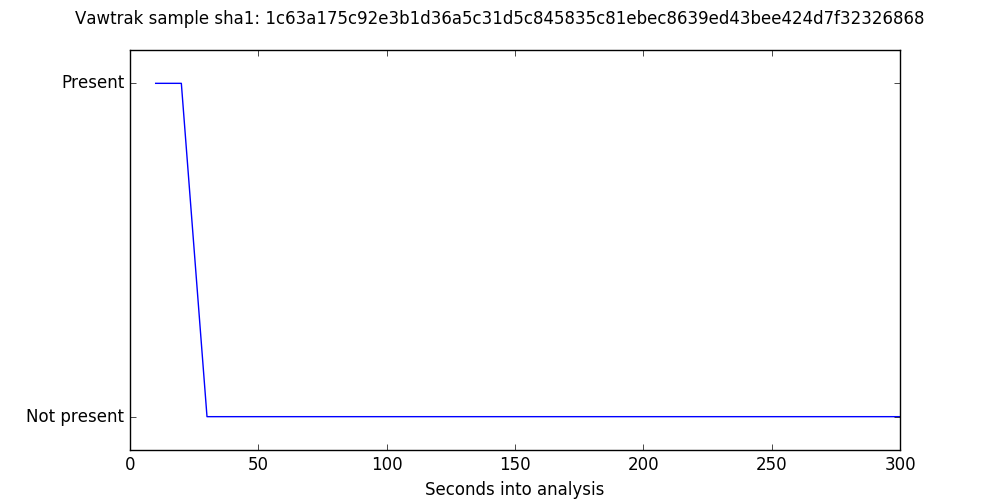 Vawtrak sample sha1: 1c63a175c92e3b1d36a5c31d5c845835c81ebec8639ed43bee424d7f32326868
Present
Not present
0 50 100 150 200 250 300
Seconds into analysis